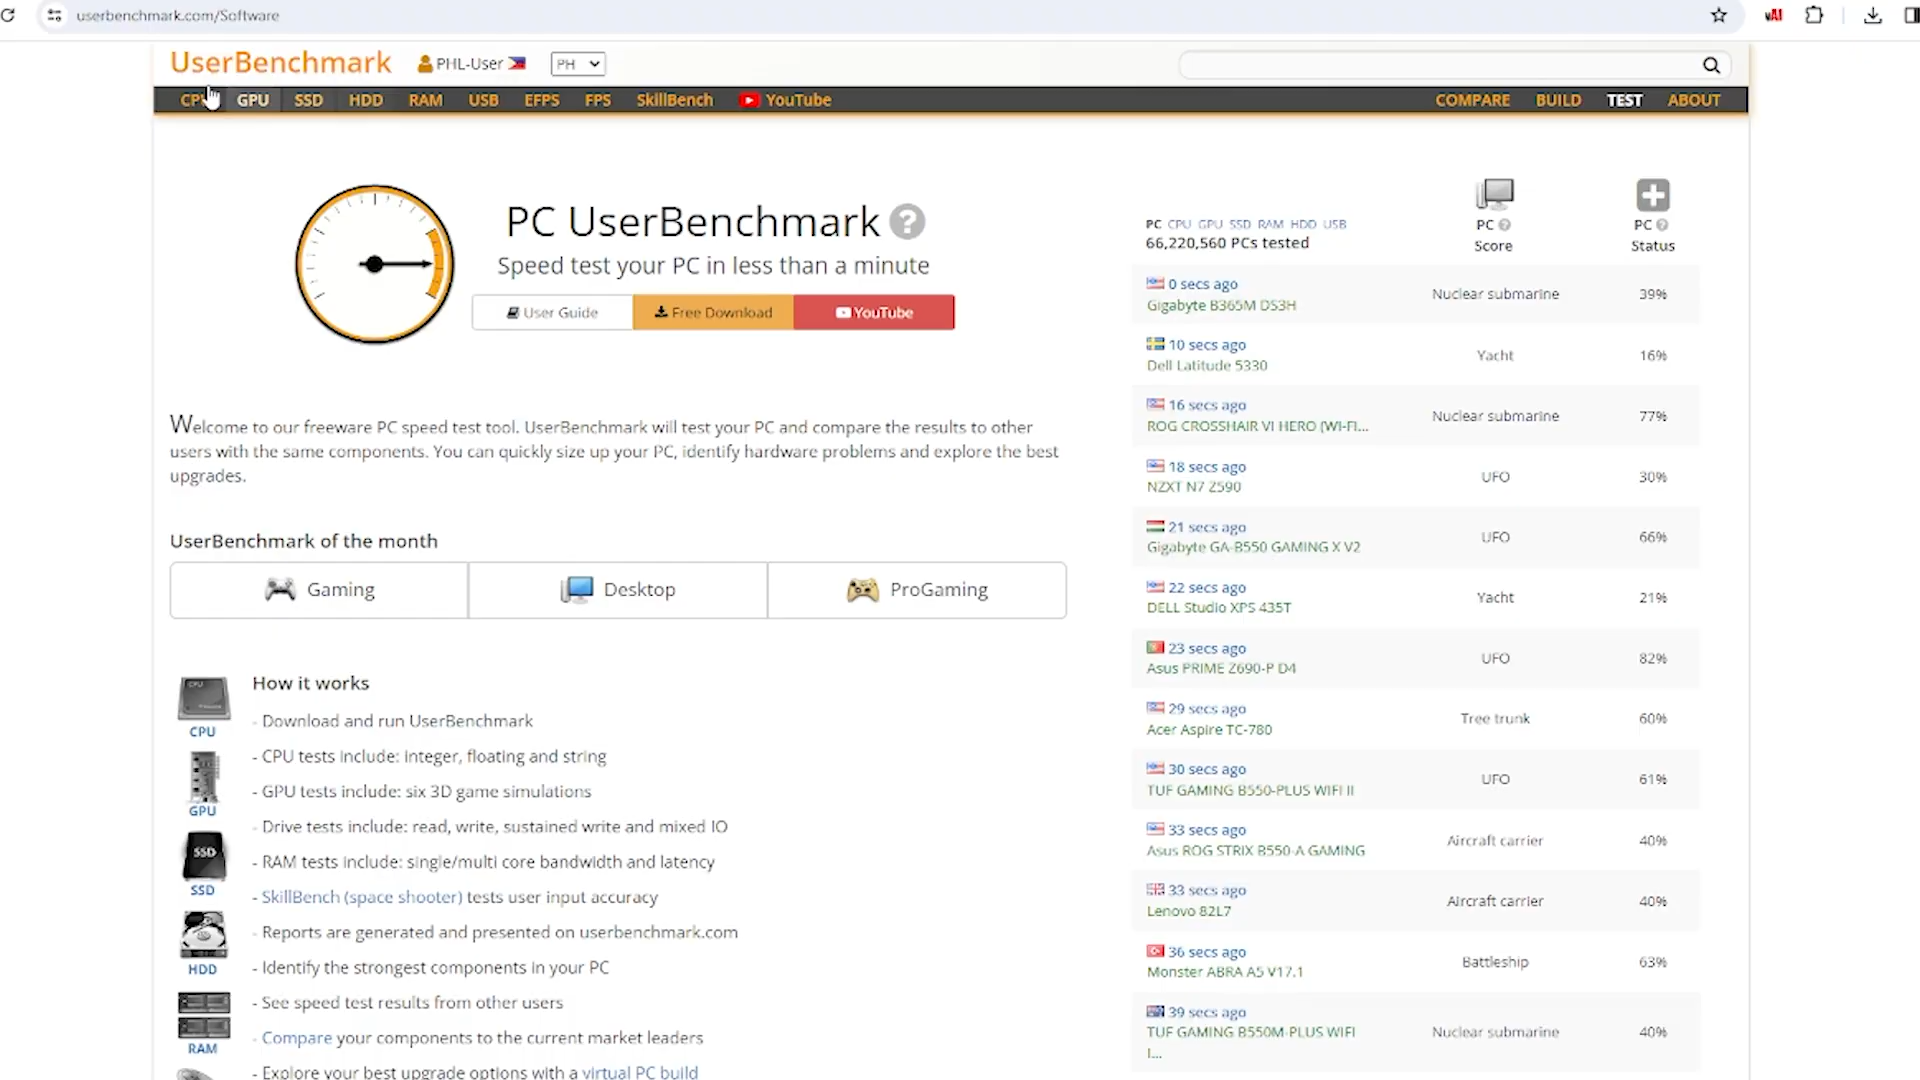 userbenchmark.com/Software
UserBenchmark PHL-User PH
CPU GPU SSD HDD RAM USB EFPS FPS SkillBench YouTube COMPARE BUILD TEST ABOUT
PC UserBenchmark
Speed test your PC in less than a minute
User Guide Free Download YouTube
Welcome to our freeware PC speed test tool. UserBenchmark will test your PC and compare the results to other
users with the same components. You can quickly size up your PC, identify hardware problems and explore the best
upgrades.
UserBenchmark of the month
Gaming Desktop ProGaming
How it works
CPU
- Download and run UserBenchmark
- CPU tests include: integer, floating and string
GPU
- GPU tests include: six 3D game simulations
- Drive tests include: read, write, sustained write and mixed IO
SSD
SSD
- RAM tests include: single/multi core bandwidth and latency
- SkillBench (space shooter) tests user input accuracy
HDD
- Reports are generated and presented on userbenchmark.com
- Identify the strongest components in your PC
RAM
- See speed test results from other users
- Compare your components to the current market leaders
- Explore your best upgrade options with a virtual PC build
PC CPU GPU SSD RAM HDD USB
66,220,560 PCs tested
PC
Score
PC
Status
0 secs ago
Gigabyte B365M DS3H
Nuclear submarine 39%
10 secs ago
Dell Latitude 5330
Yacht 16%
16 secs ago
ROG CROSSHAIR VI HERO (WI-FI...
Nuclear submarine 77%
18 secs ago
NZXT N7 Z590
UFO 30%
21 secs ago
Gigabyte GA-B550 GAMING X V2
UFO 66%
22 secs ago
DELL Studio XPS 435T
Yacht 21%
23 secs ago
Asus PRIME Z690-P D4
UFO 82%
29 secs ago
Acer Aspire TC-780
Tree trunk 60%
30 secs ago
TUF GAMING B550-PLUS WIFI II
UFO 61%
33 secs ago
Asus ROG STRIX B550-A GAMING
Aircraft carrier 40%
33 secs ago
Lenovo 82L7
Aircraft carrier 40%
36 secs ago
Monster ABRA A5 V17.1
Battleship 63%
39 secs ago
TUF GAMING B550M-PLUS WIFI
I...
Nuclear submarine 40%